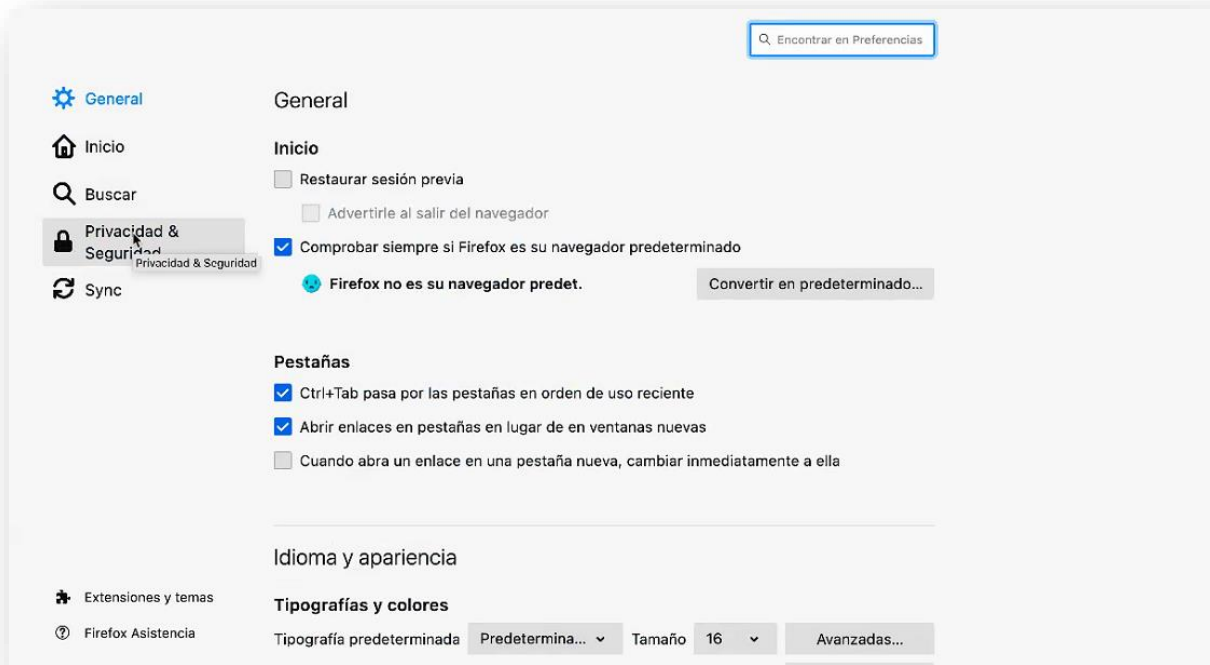 Encontrar en Preferencias
General
Inicio
Buscar
Privacidad &
Seguridad
Privacidad & Seguridad
Sync
Extensiones y temas
Firefox Asistencia
General
Inicio
Restaurar sesión previa
Advertirle al salir del navegador
Comprobar siempre si Firefox es su navegador predeterminado
Firefox no es su navegador predet.
Convertir en predeterminado...
Pestañas
Ctrl+Tab pasa por las pestañas en orden de uso reciente
Abrir enlaces en pestañas en lugar de en ventanas nuevas
Cuando abra un enlace en una pestaña nueva, cambiar inmediatamente a ella
Idioma y apariencia
Tipografías y colores
Tipografía predeterminada Predetermina... Tamaño 16 Avanzadas...